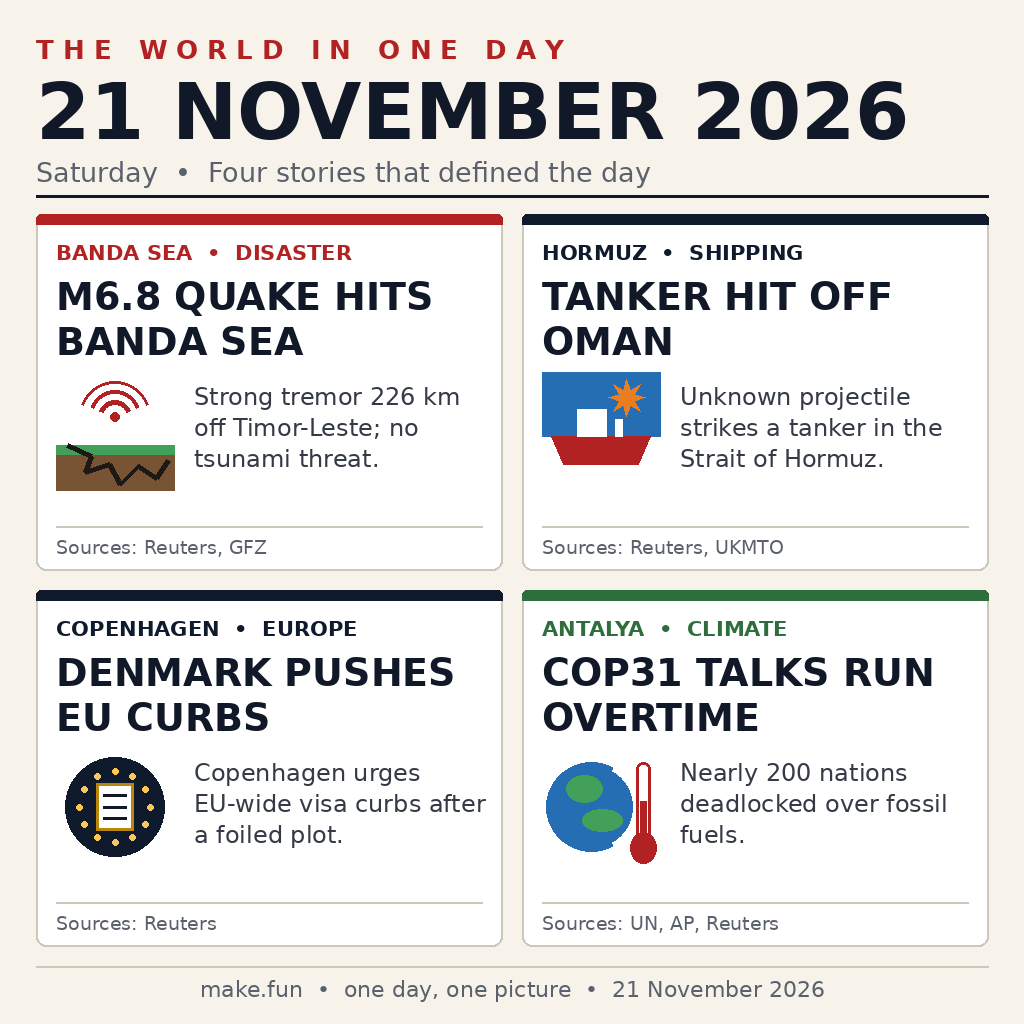 THE WORLD IN ONE DAY
21 NOVEMBER 2026
Saturday • Four stories that defined the day
BANDA SEA • DISASTER
M6.8 QUAKE HITS
BANDA SEA
Strong tremor 226 km
off Timor-Leste; no
tsunami threat.
Sources: Reuters, GFZ
HORMUZ • SHIPPING
TANKER HIT OFF
OMAN
Unknown projectile
strikes a tanker in the
Strait of Hormuz.
Sources: Reuters, UKMTO
COPENHAGEN • EUROPE
DENMARK PUSHES
EU CURBS
Copenhagen urges
EU-wide visa curbs after
a foiled plot.
Sources: Reuters
ANTALYA • CLIMATE
COP31 TALKS RUN
OVERTIME
Nearly 200 nations
deadlocked over fossil
fuels.
Sources: UN, AP, Reuters
make.fun • one day, one picture • 21 November 2026